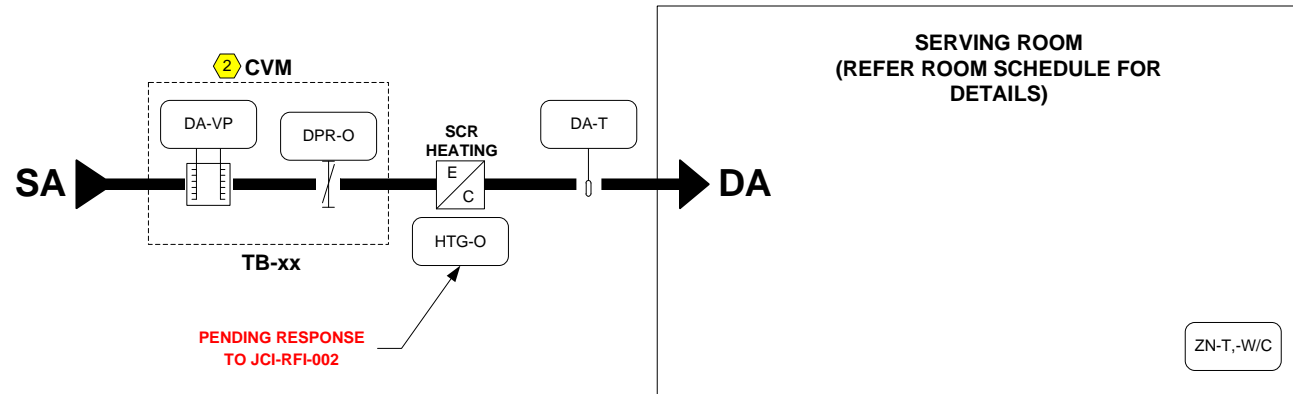 SERVING ROOM
(REFER ROOM SCHEDULE FOR
DETAILS)
2 CVM
DA-VP
DPR-O
SCR
HEATING
DA-T
SA
E
C
DA
HTG-O
TB-xx
PENDING RESPONSE
TO JCI-RFI-002
ZN-T,-W/C